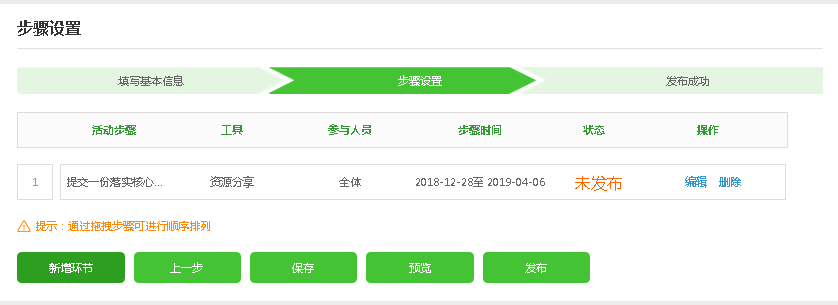 步骤设置
填写基本信息 步骤设置 发布成功
活动步骤 工具 参与人员 步骤时间 状态 操作
1 提交一份落实核心... 资源分享 全体 2018-12-28至 2019-04-06 未发布 编辑 删除
提示：通过拖拽步骤可进行顺序排列
新增环节 上一步 保存 预览 发布